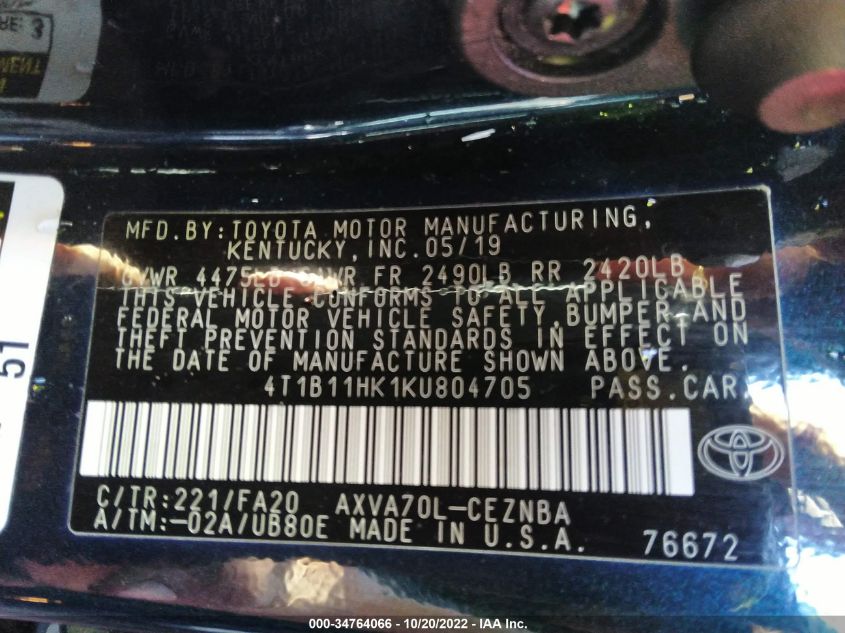 MFD.BY:TOYOTA MOTOR MANUFACTURING,
KENTUCKY, INC.05/19
GVWR 4475LB GAWR FR 2490LB RR 2420LB
THIS VEHICLE CONFORMS TO ALL APPLICABLE
FEDERAL MOTOR VEHICLE SAFETY, BUMPER AND
THEFT PREVENTION STANDARDS IN EFFECT ON
THE DATE OF MANUFACTURE SHOWN ABOVE.
4T1B11HK1KU804705 PASS.CAR.
C/TR:221/FA20 AXVA70L-CEZNBA
A/TM:-02A/UB80E MADE IN U.S.A. 76672
51
000-34764066 - 10/20/2022 - IAA Inc.